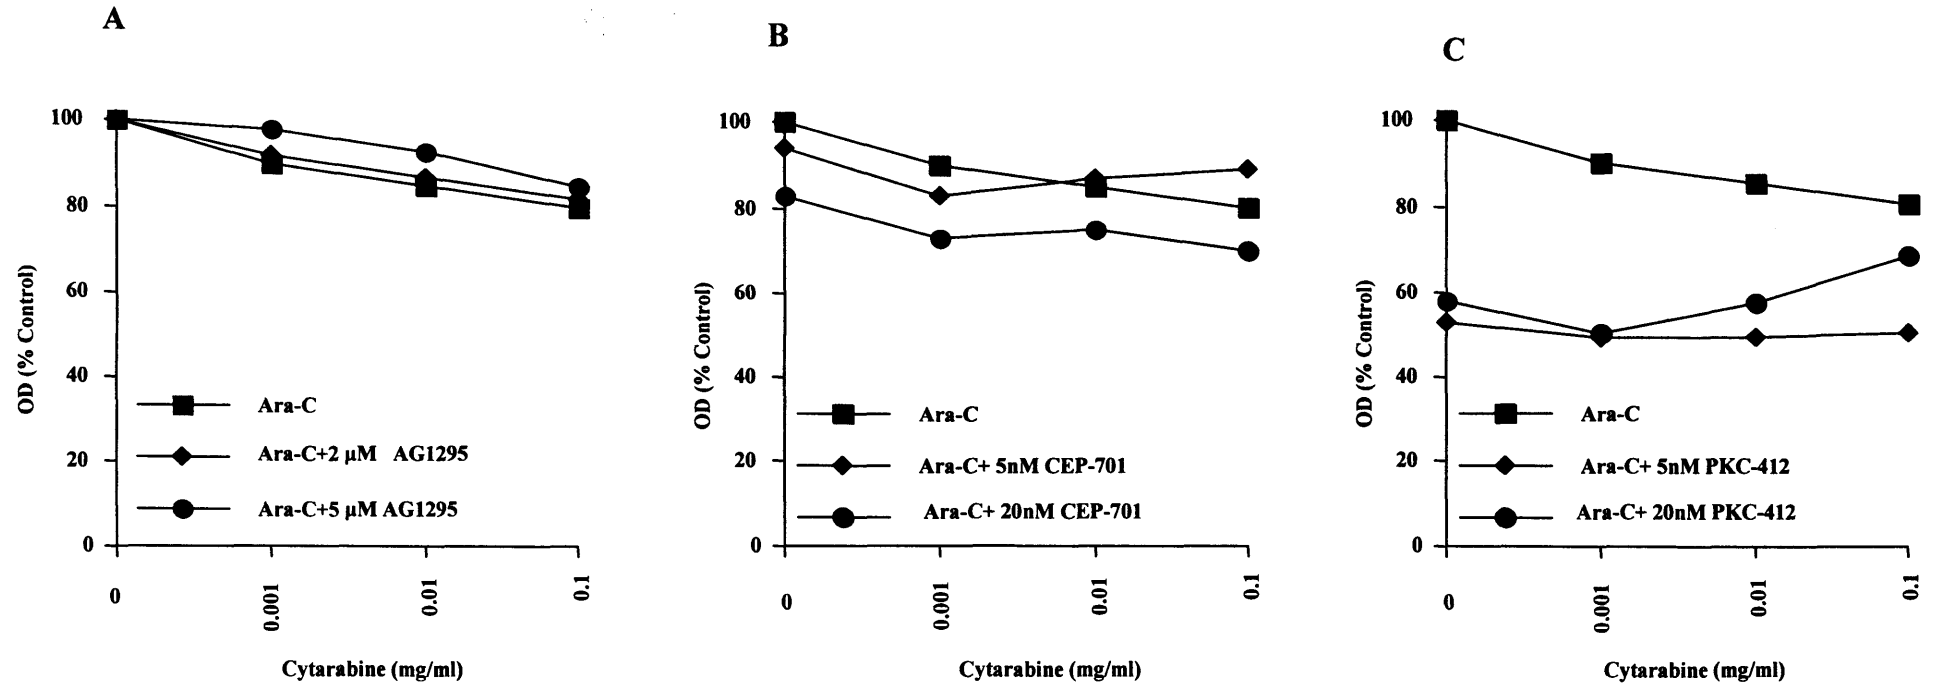 A
100
80
60
40
20
0
OD (% Control)
Ara-C
Ara-C+2 µM AG1295
Ara-C+5 µM AG1295
0
0.001
0.01
0.1
Cytarabine (mg/ml)
B
100
80
60
40
20
0
OD (% Control)
Ara-C
Ara-C+ 5nM CEP-701
Ara-C+ 20nM CEP-701
0
0.001
0.01
0.1
Cytarabine (mg/ml)
C
100
80
60
40
20
0
OD (% Control)
Ara-C
Ara-C+ 5nM PKC-412
Ara-C+ 20nM PKC-412
0
0.001
0.01
0.1
Cytarabine (mg/ml)